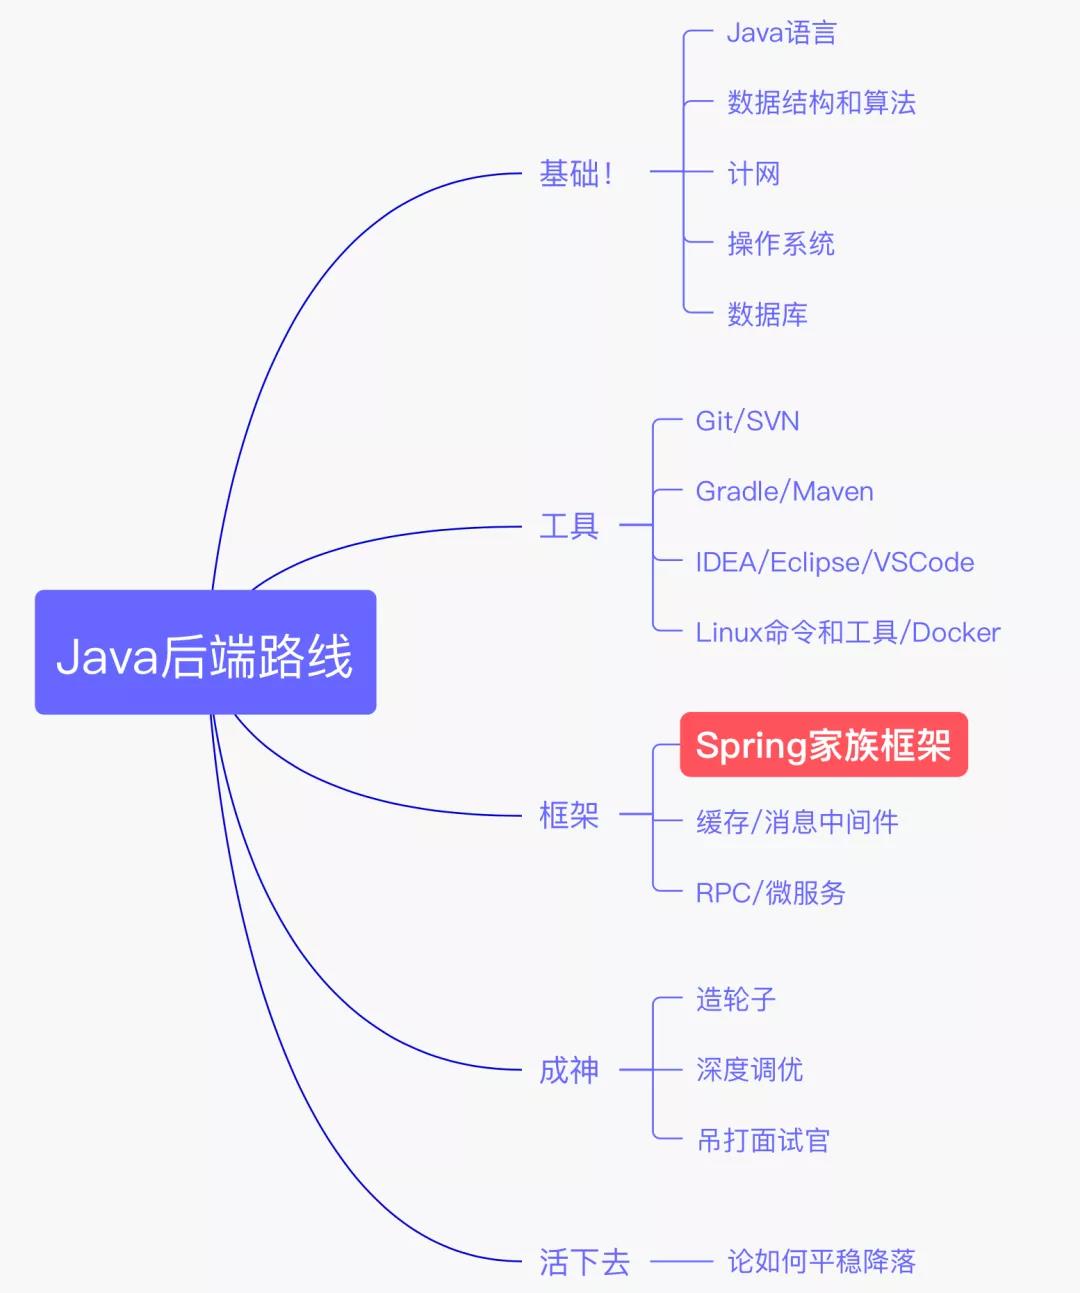 Java后端路线
基础！
Java语言
数据结构和算法
计网
操作系统
数据库
工具
Git/SVN
Gradle/Maven
IDEA/Eclipse/VSCode
Linux命令和工具/Docker
框架
Spring家族框架
缓存/消息中间件
RPC/微服务
成神
造轮子
深度调优
吊打面试官
活下去
论如何平稳降落